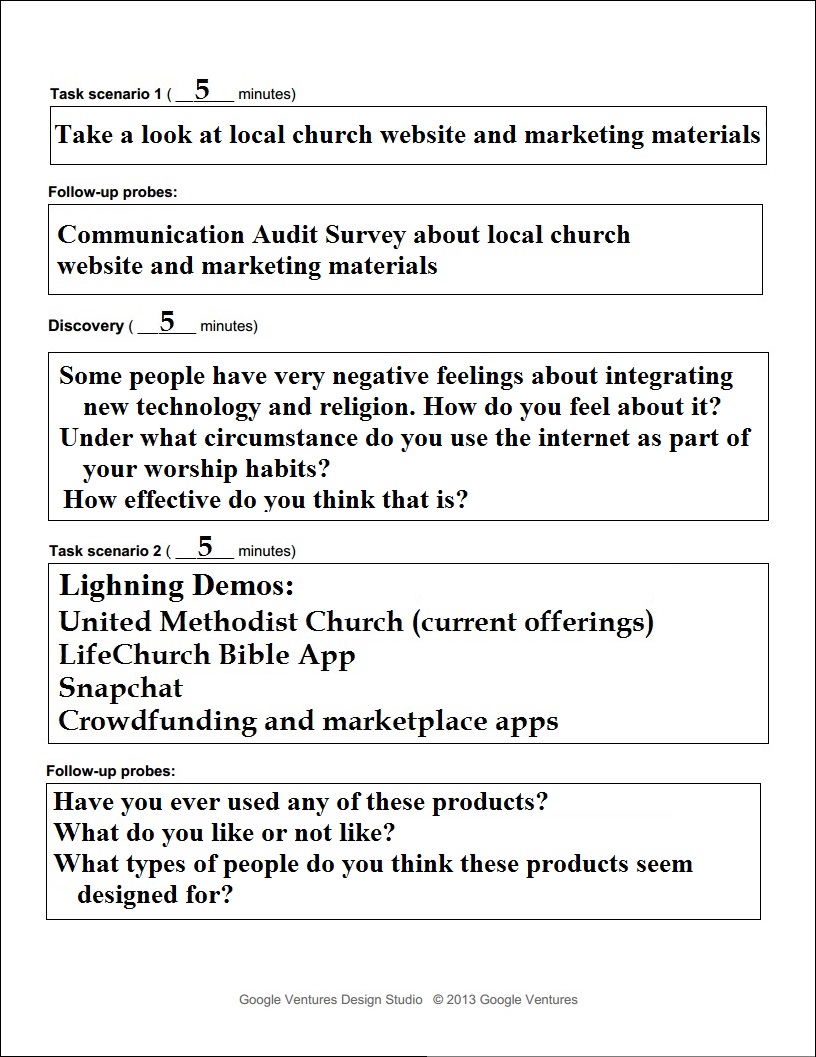 Task scenario 1 ( __5___ minutes)
Take a look at local church website and marketing materials
Follow-up probes:
Communication Audit Survey about local church
website and marketing materials
Discovery ( __5___ minutes)
Some people have very negative feelings about integrating
new technology and religion. How do you feel about it?
Under what circumstance do you use the internet as part of
your worship habits?
How effective do you think that is?
Task scenario 2 ( __5___ minutes)
Lighning Demos:
United Methodist Church (current offerings)
LifeChurch Bible App
Snapchat
Crowdfunding and marketplace apps
Follow-up probes:
Have you ever used any of these products?
What do you like or not like?
What types of people do you think these products seem
designed for?
Google Ventures Design Studio © 2013 Google Ventures